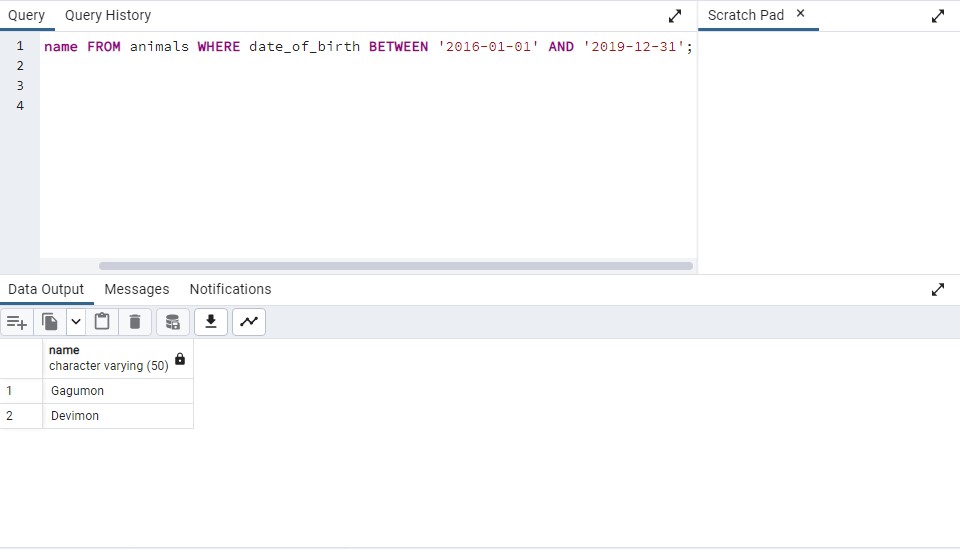 Query Query History
Scratch Pad ×
1 name FROM animals WHERE date_of_birth BETWEEN '2016-01-01' AND '2019-12-31';
2
3
4
Data Output Messages Notifications
name
character varying (50)
1 Gagumon
2 Devimon